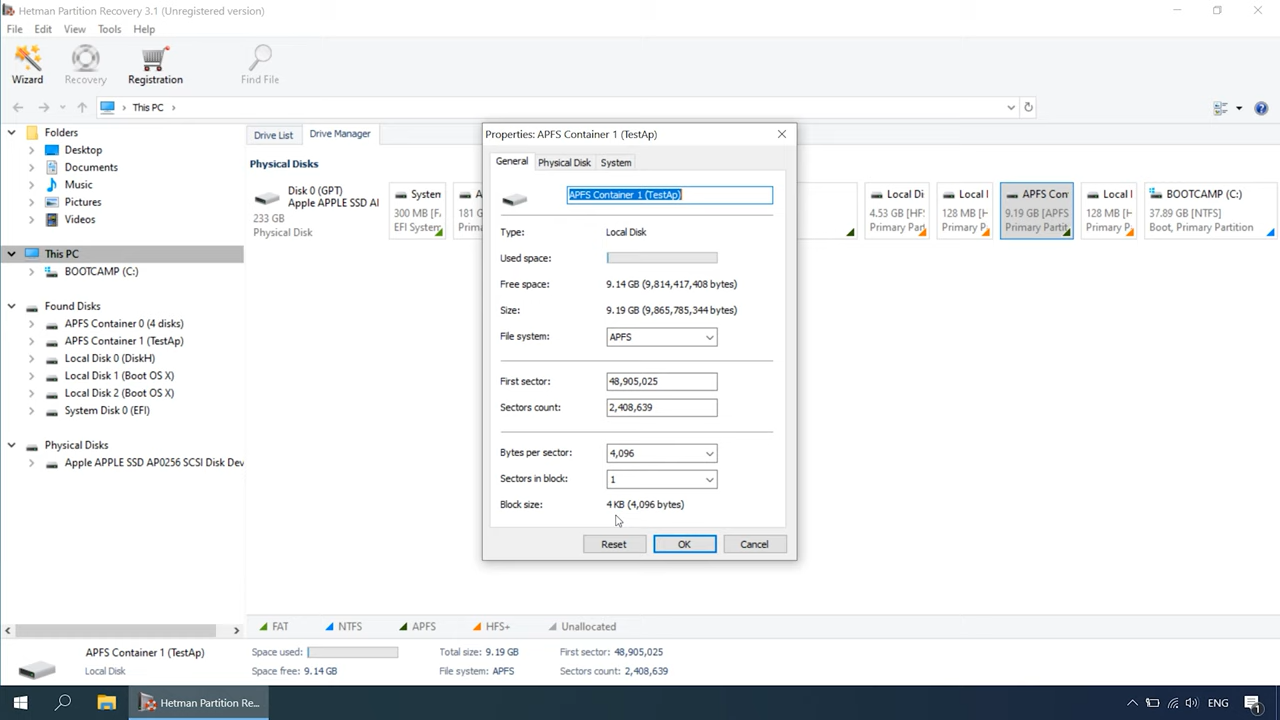 Hetman Partition Recovery 3.1 (Unregistered version)
File Edit View Tools Help
Wizard Recovery Registration Find File
This PC
Folders
Desktop
Documents
Music
Pictures
Videos
This PC
BOOTCAMP (C:)
Found Disks
APFS Container 0 (4 disks)
APFS Container 1 (TestAp)
Local Disk 0 (DiskH)
Local Disk 1 (Boot OS X)
Local Disk 2 (Boot OS X)
System Disk 0 (EFI)
Physical Disks
Apple APPLE SSD AP0256 SCSI Disk Dev
Drive List Drive Manager
Physical Disks
Disk 0 (GPT)
Apple APPLE SSD AI
233 GB
Physical Disk
System
300 MB [F
EFI System
A
181 G
Prima
Local Di
4.53 GB [HF
Primary Part
Local I
128 MB [
Primary P
APFS Con
9.19 GB [APFS
Primary Partit
Local I
128 MB [
Primary P
BOOTCAMP (C:)
37.89 GB [NTFS]
Boot, Primary Partition
Properties: APFS Container 1 (TestAp)
General Physical Disk System
APFS Container 1 (TestAp)
Type: Local Disk
Used space:
Free space: 9.14 GB (9,814,417,408 bytes)
Size: 9.19 GB (9,865,785,344 bytes)
File system: APFS
First sector: 48,905,025
Sectors count: 2,408,639
Bytes per sector: 4,096
Sectors in block: 1
Block size: 4 KB (4,096 bytes)
Reset OK Cancel
FAT NTFS APFS HFS+ Unallocated
APFS Container 1 (TestAp)
Local Disk
Space used:
Space free: 9.14 GB
Total size: 9.19 GB
File system: APFS
First sector: 48,905,025
Sectors count: 2,408,639
Hetman Partition Re...
ENG
1